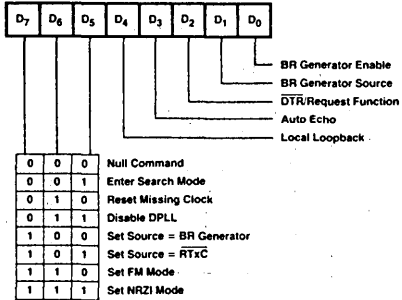 D7 D6 D5 D4 D3 D2 D1 D0
BR Generator Enable
BR Generator Source
DTR/Request Function
Auto Echo
Local Loopback
0 0 0 Null Command
0 0 1 Enter Search Mode
0 1 0 Reset Missing Clock
0 1 1 Disable DPLL
1 0 0 Set Source = BR Generator
1 0 1 Set Source = RTxC
1 1 0 Set FM Mode
1 1 1 Set NRZI Mode